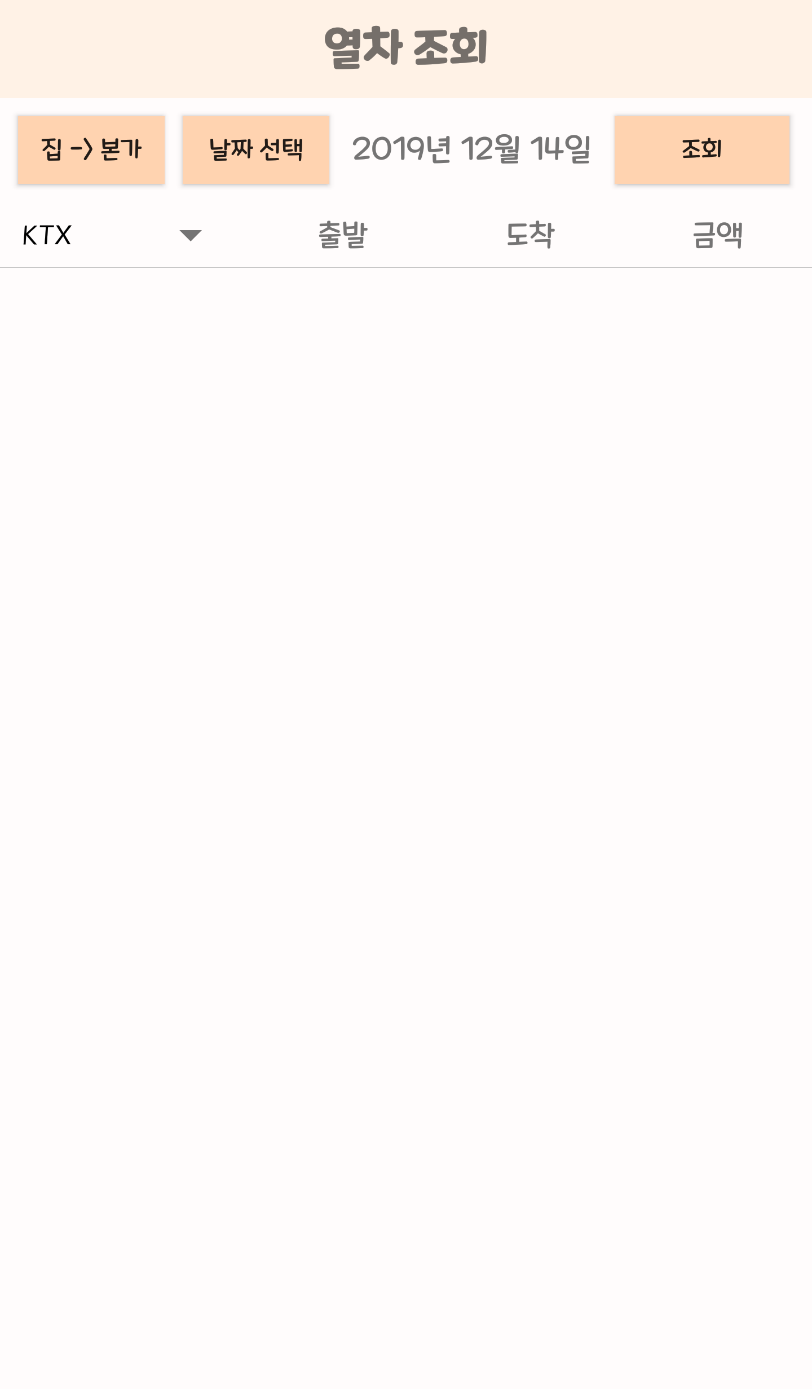 열차 조회
집 -> 본가 날짜 선택 2019년 12월 14일 조회
KTX 출발 도착 금액